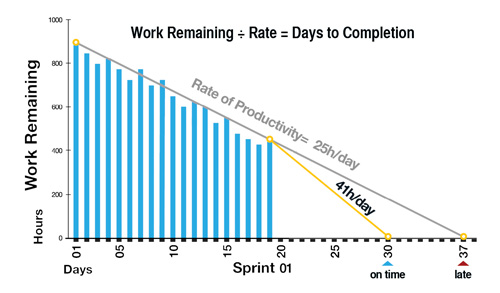 Work Remaining ÷ Rate = Days to Completion
1000
800
600
400
200
0
Work Remaining
Hours
Rate of Productivity= 25h/day
41h/day
01 05 10 15 20 25 30 37
Days
Sprint 01
on time
late